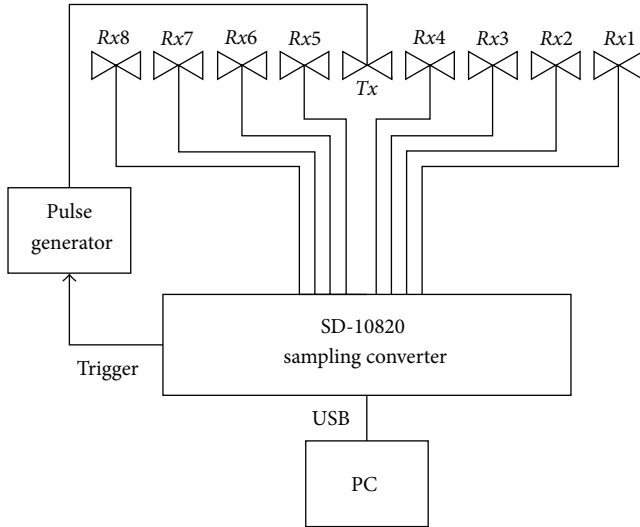 Rx8 Rx7 Rx6 Rx5 Rx4 Rx3 Rx2 Rx1
Tx
Pulse
generator
SD-10820
sampling converter
Trigger
USB
PC